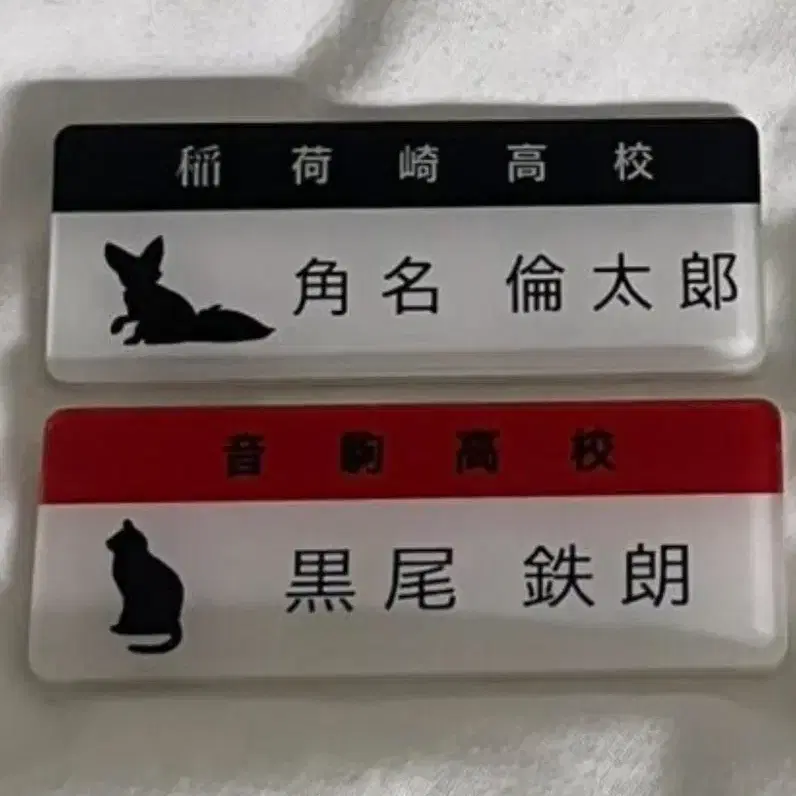 稲荷崎高校
角名 倫太郎
音駒高校
黒尾 鉄朗